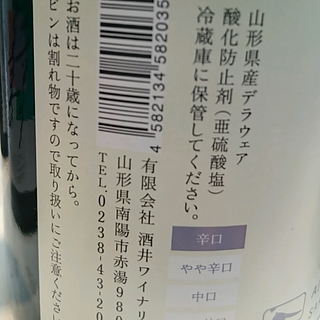 山形県産デラウェア
酸化防止剤(亜硫酸塩)
冷蔵庫に保管してください。
辛口
やや辛口
中口
4 582134 582035
有限会社 酒井ワイナリ
山形県南陽市赤湯980
TEL:0238-43-20
お酒は二十歳になってから。
ビンは割れ物ですので取り扱いにご注意ください